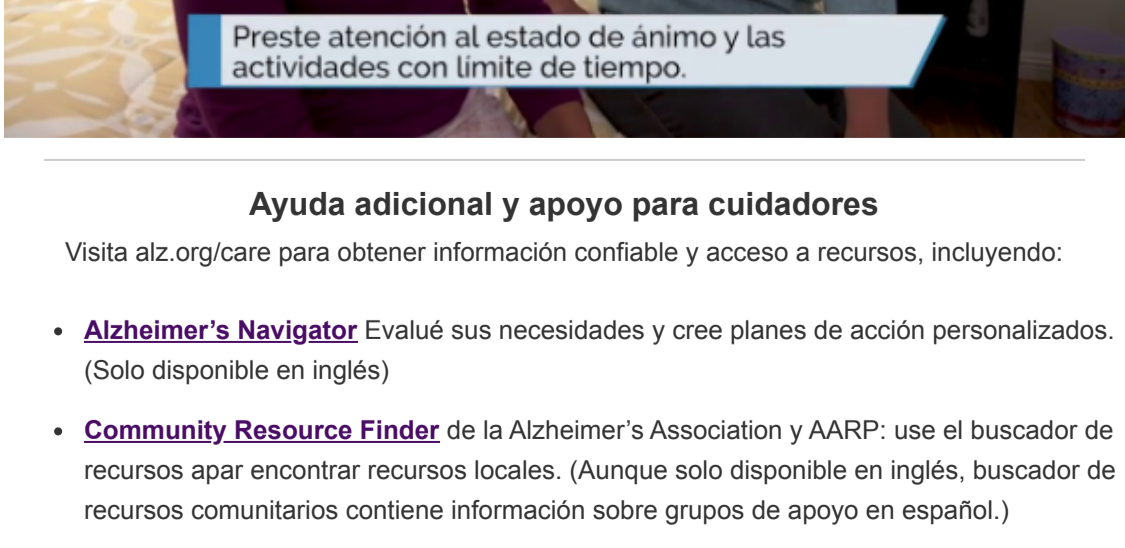 Preste atención al estado de ánimo y las
actividades con límite de tiempo.
Ayuda adicional y apoyo para cuidadores
Visita alz.org/care para obtener información confiable y acceso a recursos, incluyendo:
• Alzheimer’s Navigator Evalué sus necesidades y cree planes de acción personalizados.
(Solo disponible en inglés)
• Community Resource Finder de la Alzheimer’s Association y AARP: use el buscador de
recursos apar encontrar recursos locales. (Aunque solo disponible en inglés, buscador de
recursos comunitarios contiene información sobre grupos de apoyo en español.)